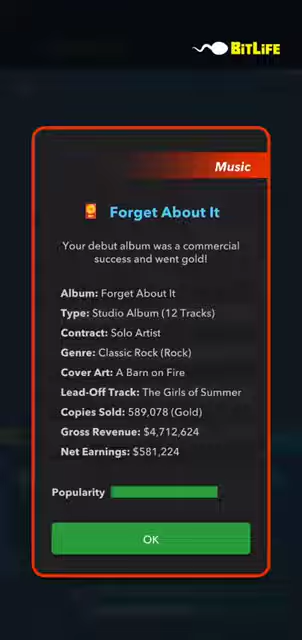 BitLife
Music
Forget About It
Your debut album was a commercial
success and went gold!
Album: Forget About It
Type: Studio Album (12 Tracks)
Contract: Solo Artist
Genre: Classic Rock (Rock)
Cover Art: A Barn on Fire
Lead-Off Track: The Girls of Summer
Copies Sold: 589,078 (Gold)
Gross Revenue: $4,712,624
Net Earnings: $581,224
Popularity
OK